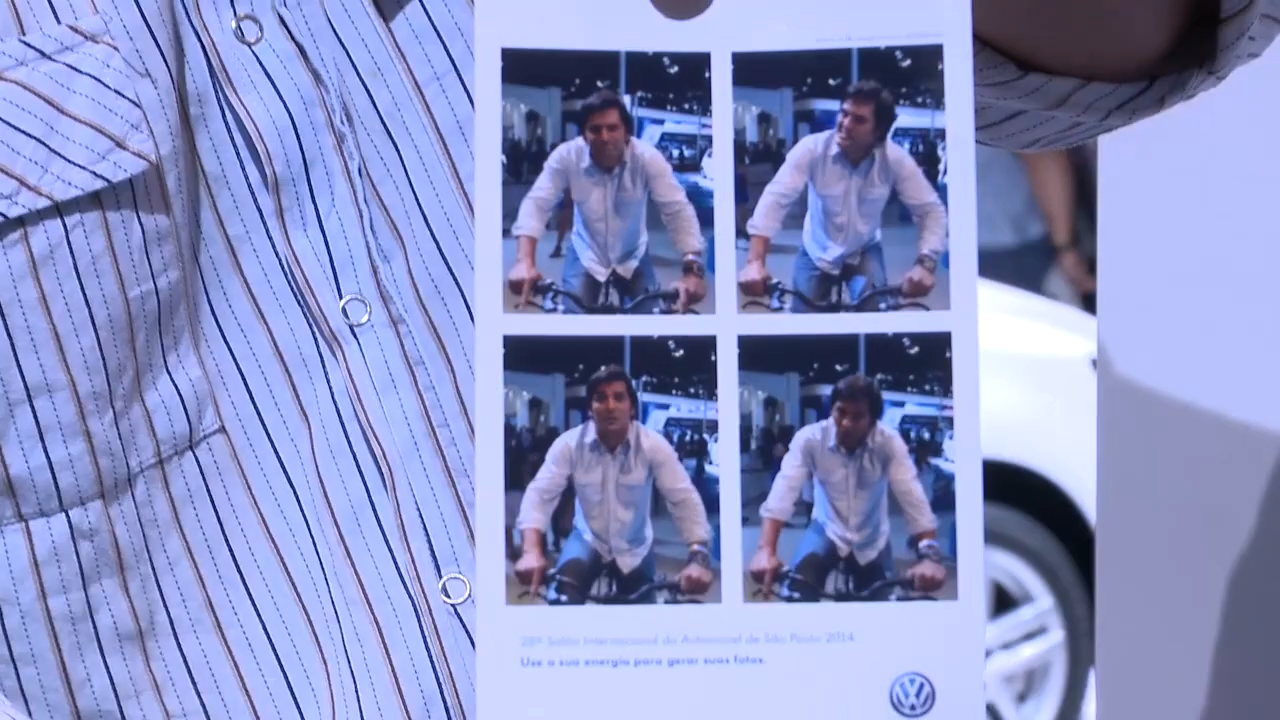 28º Salão Internacional do Automóvel de São Paulo 2014
Use a sua energia para gerar suas fotos.